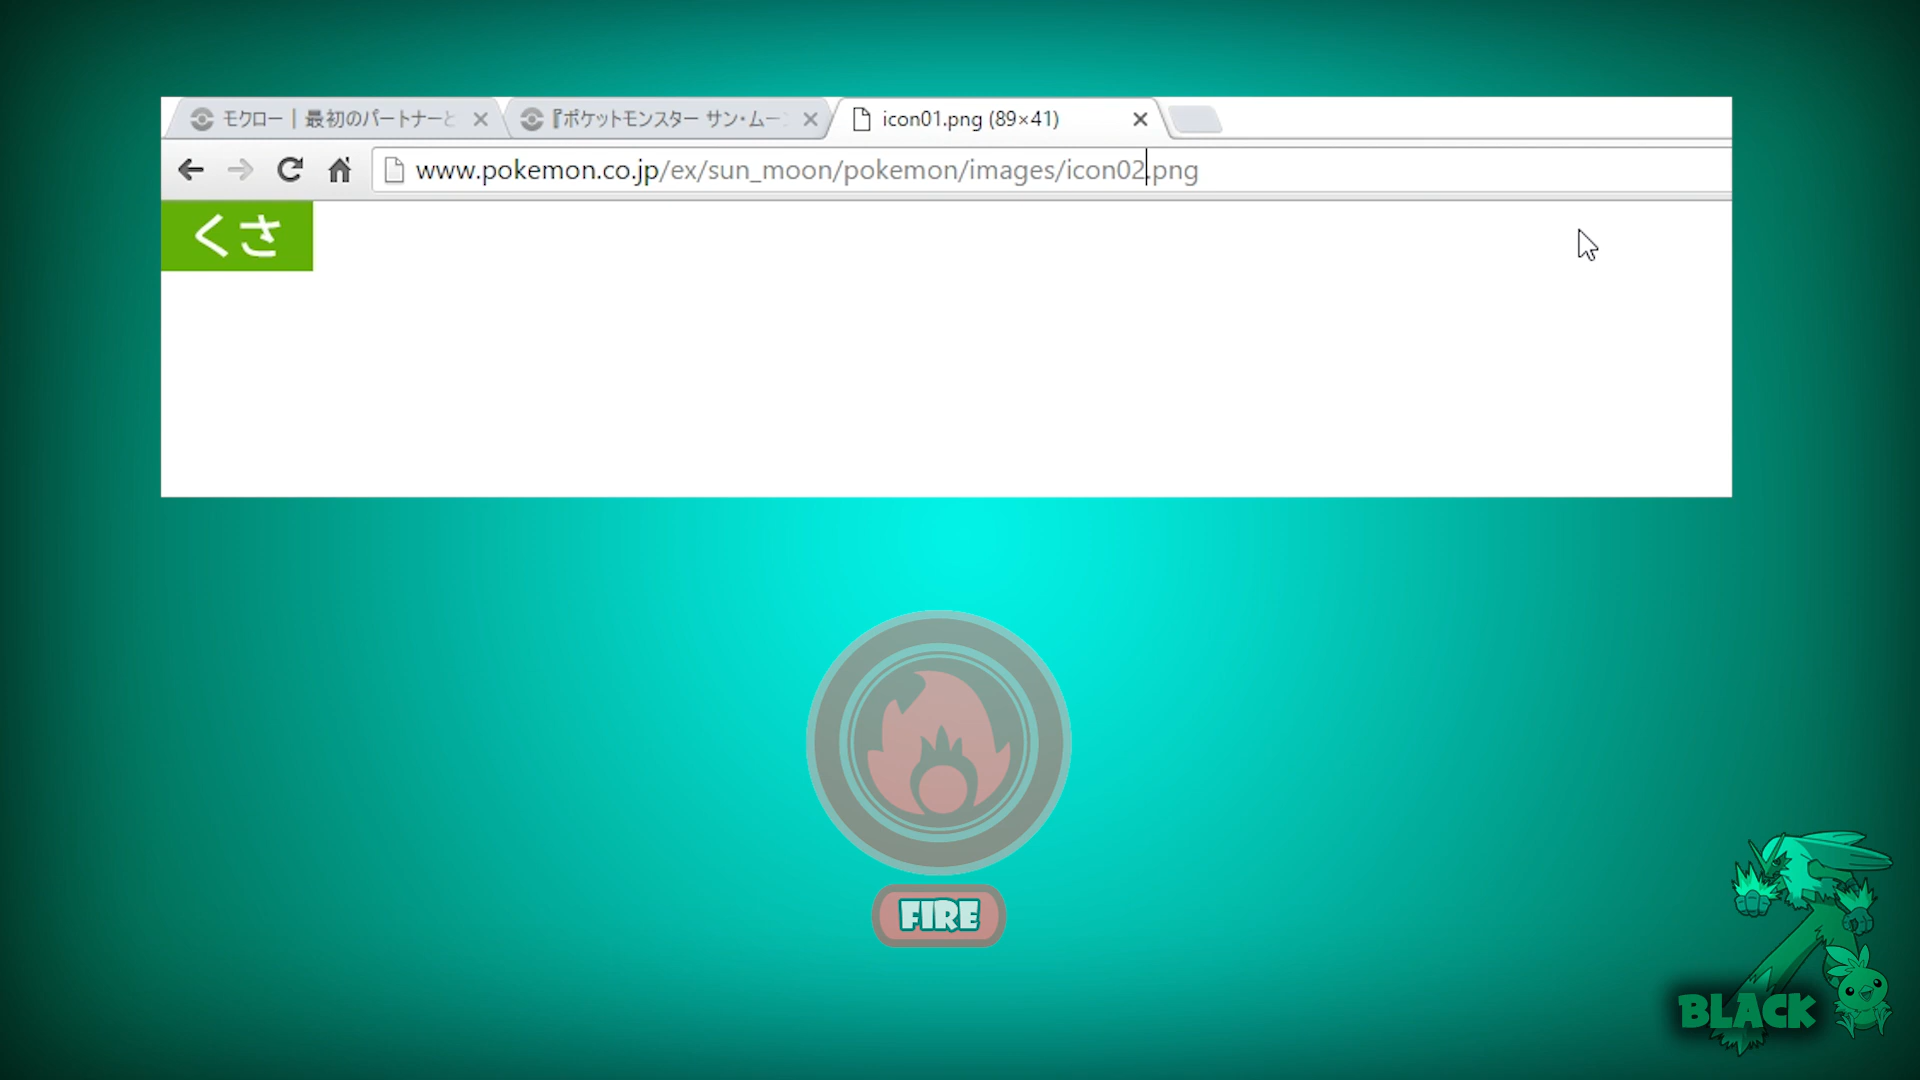 モクロー｜最初のパートナーと
『ポケットモンスター サン・ムーン
icon01.png (89×41)
www.pokemon.co.jp/ex/sun_moon/pokemon/images/icon02.png
くさ
FIRE
BLACK